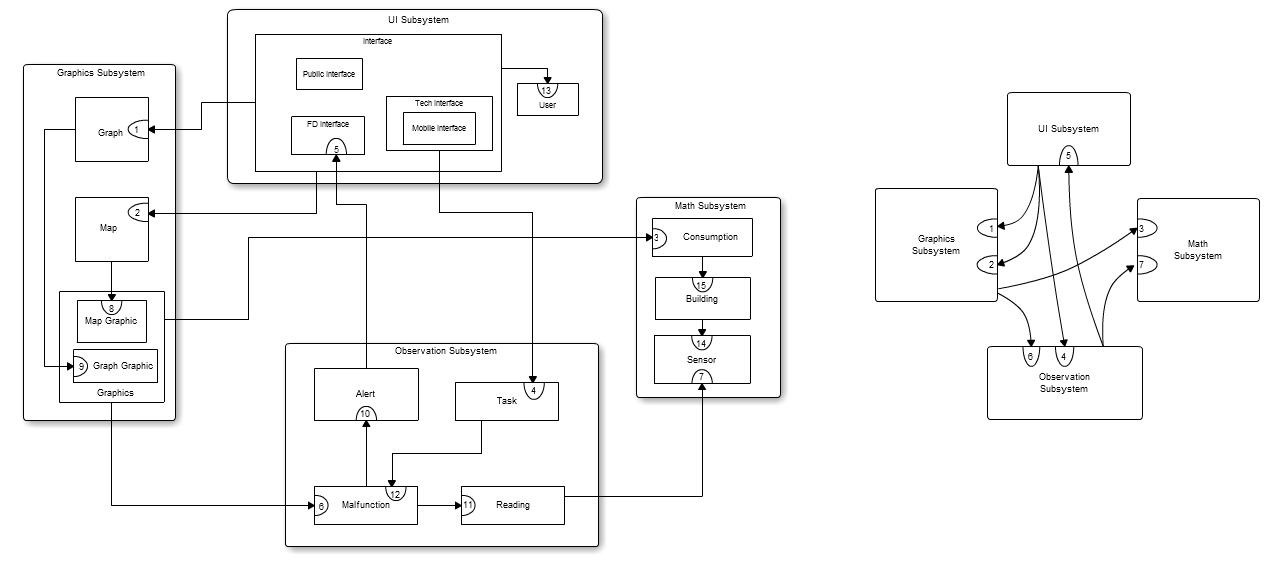 UI Subsystem
Interface
Public Interface
13
User
Tech Interface
Mobile Interface
FD Interface
5
Graphics Subsystem
Graph
1
Map
2
8
Map Graphic
9
Graph Graphic
Graphics
Math Subsystem
3
Consumption
15
Building
14
Sensor
7
Observation Subsystem
Alert
10
4
Task
12
6
Malfunction
11
Reading
UI Subsystem
5
Graphics
Subsystem
1
2
3
7
Math
Subsystem
6
4
Observation
Subsystem